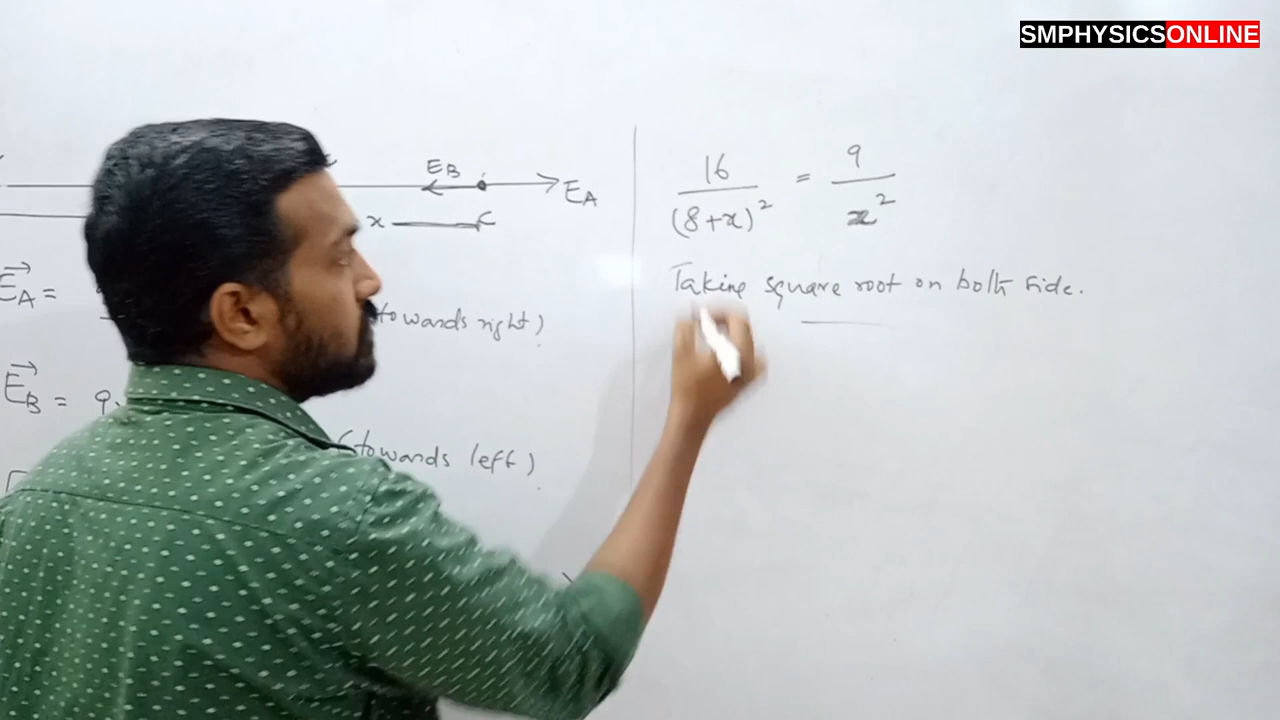 SMPHYSICSONLINE
EB
EA
x C
EA =
(towards right)
EB = 9.
(towards left)
16 / (8+x)² = 9 / x²
Taking square root on both side.